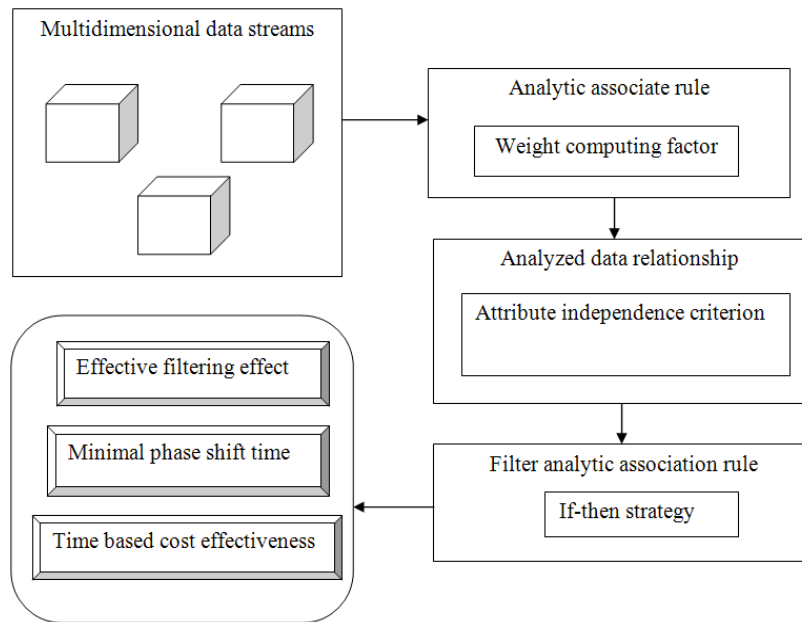 Multidimensional data streams
Analytic associate rule
Weight computing factor
Analyzed data relationship
Attribute independence criterion
Filter analytic association rule
If-then strategy
Effective filtering effect
Minimal phase shift time
Time based cost effectiveness